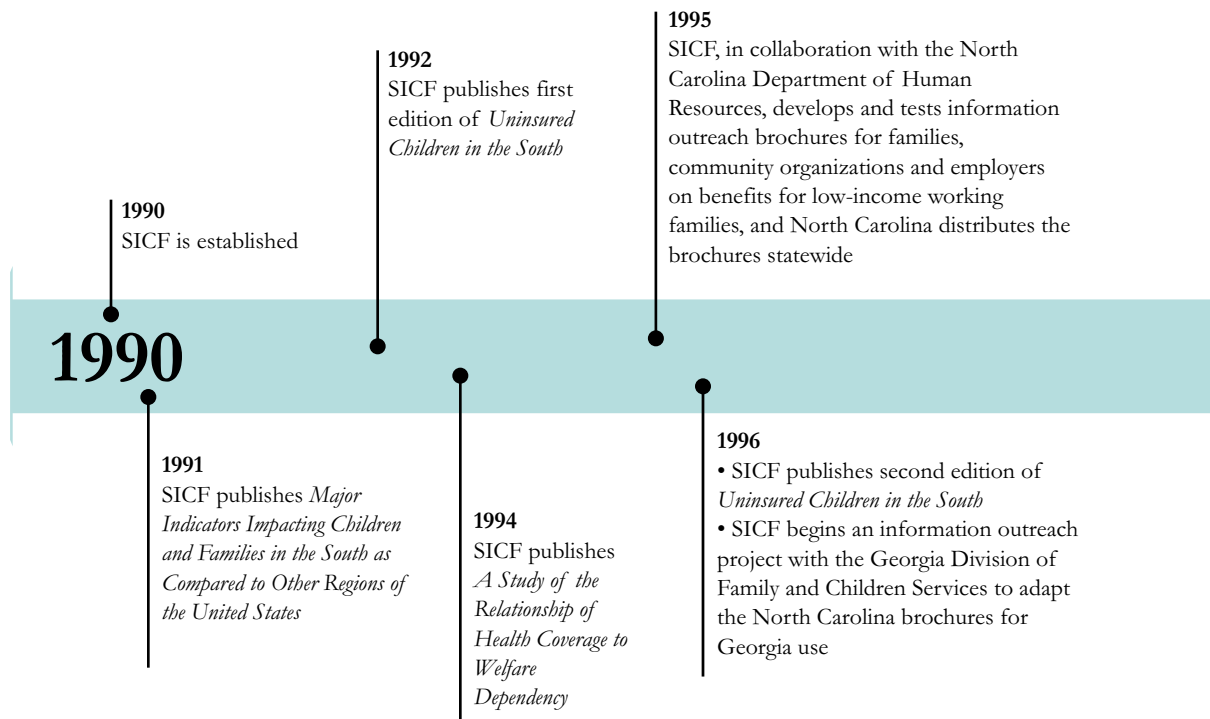 1990
SICF is established
1992
SICF publishes first
edition of Uninsured
Children in the South
1995
SICF, in collaboration with the North
Carolina Department of Human
Resources, develops and tests information
outreach brochures for families,
community organizations and employers
on benefits for low-income working
families, and North Carolina distributes the
brochures statewide
1990
1991
SICF publishes Major
Indicators Impacting Children
and Families in the South as
Compared to Other Regions of
the United States
1994
SICF publishes
A Study of the
Relationship of
Health Coverage to
Welfare
Dependency
1996
• SICF publishes second edition of
Uninsured Children in the South
• SICF begins an information outreach
project with the Georgia Division of
Family and Children Services to adapt
the North Carolina brochures for
Georgia use